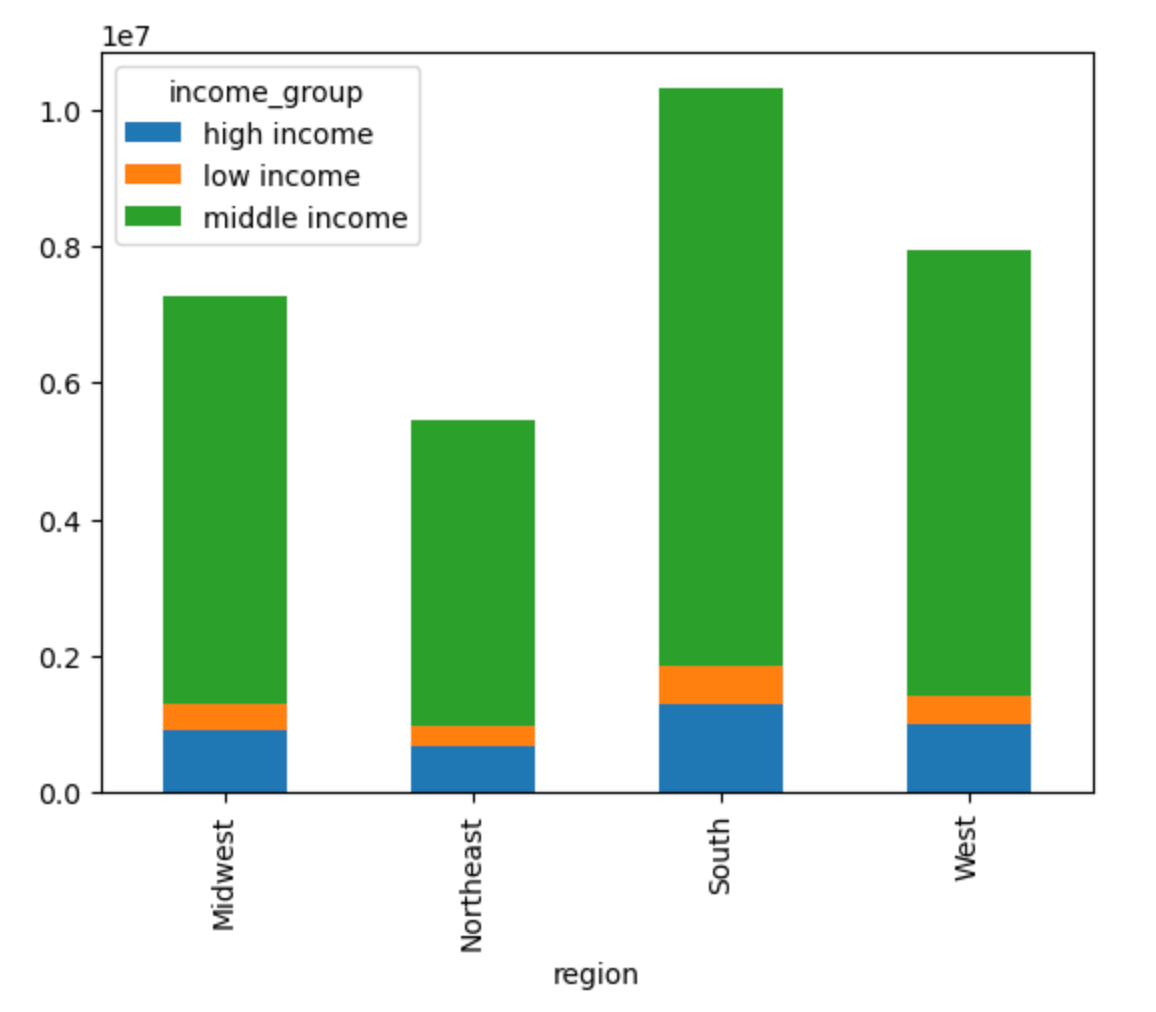 1e7
income_group
high income
low income
middle income
1.0
0.8
0.6
0.4
0.2
0.0
Midwest
Northeast
South
West
region